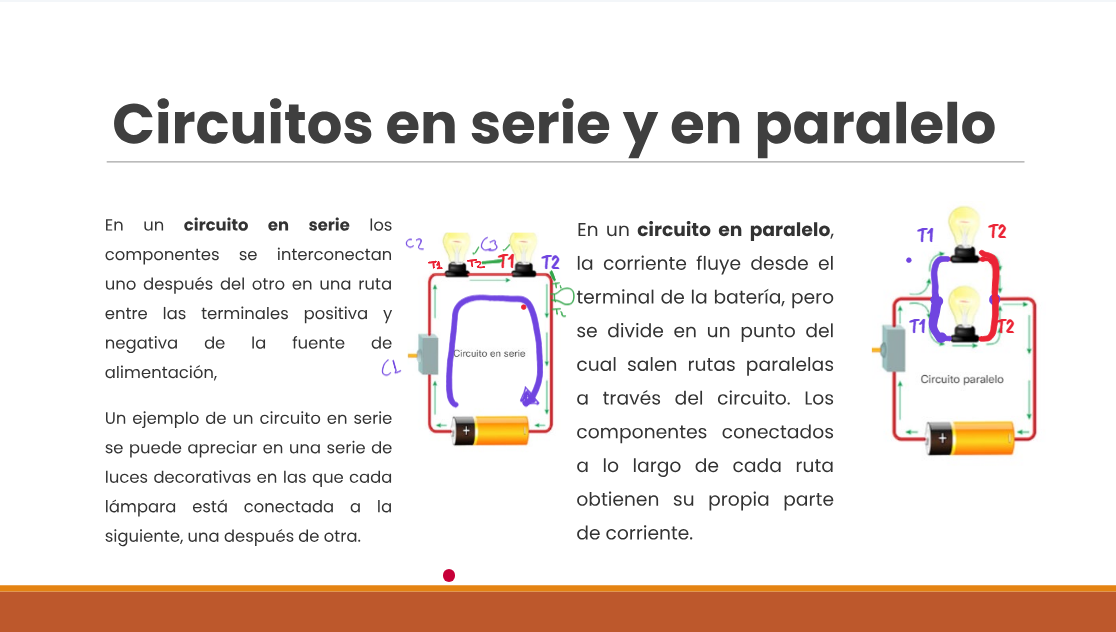 Circuitos en serie y en paralelo
En un circuito en serie los
componentes se interconectan
uno después del otro en una ruta
entre las terminales positiva y
negativa de la fuente de
alimentación,
Un ejemplo de un circuito en serie
se puede apreciar en una serie de
luces decorativas en las que cada
lámpara está conectada a la
siguiente, una después de otra.
C2 C3
T1 T2 T1 T2
T1
T2
C1
Circuito en serie
+
En un circuito en paralelo,
la corriente fluye desde el
terminal de la batería, pero
se divide en un punto del
cual salen rutas paralelas
a través del circuito. Los
componentes conectados
a lo largo de cada ruta
obtienen su propia parte
de corriente.
T1 T2
T1 T2
Circuito paralelo
+